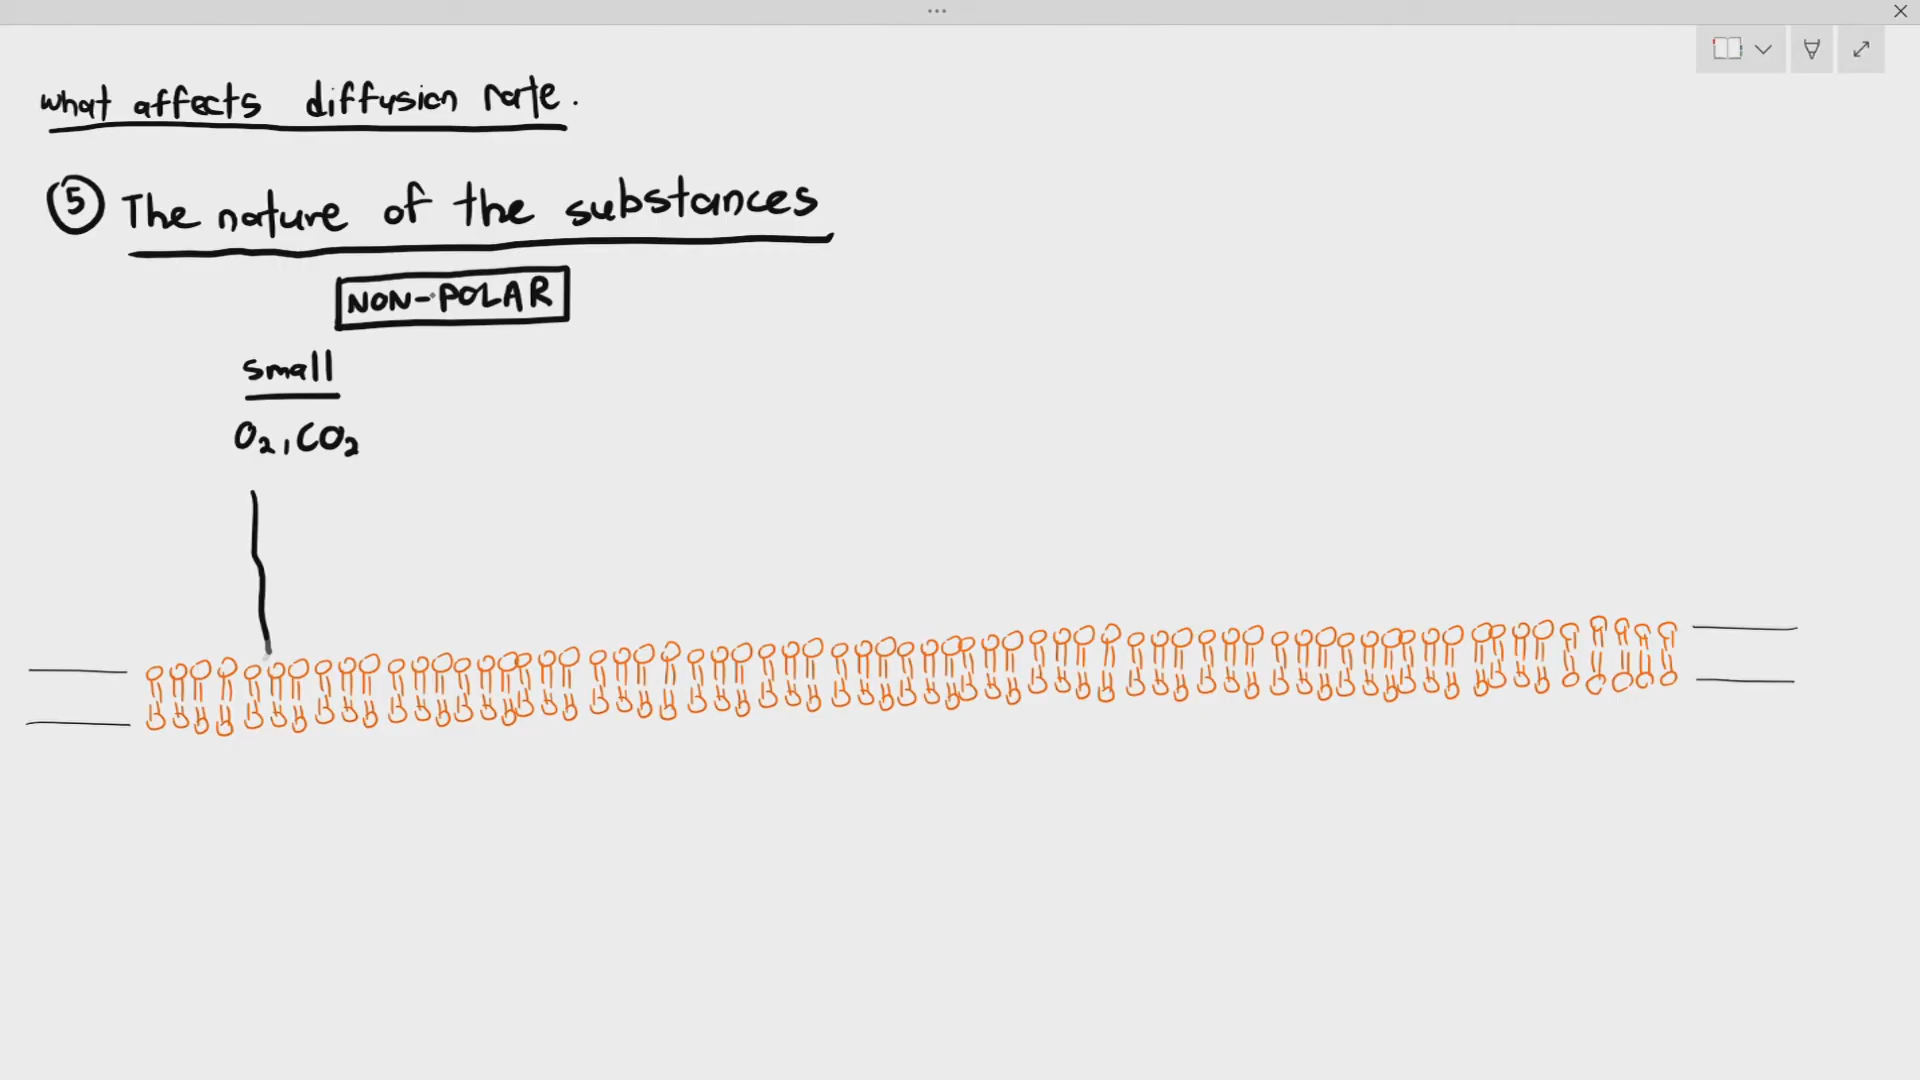 what affects diffusion rate.
⑤ The nature of the substances
NON-POLAR
small
O₂, CO₂